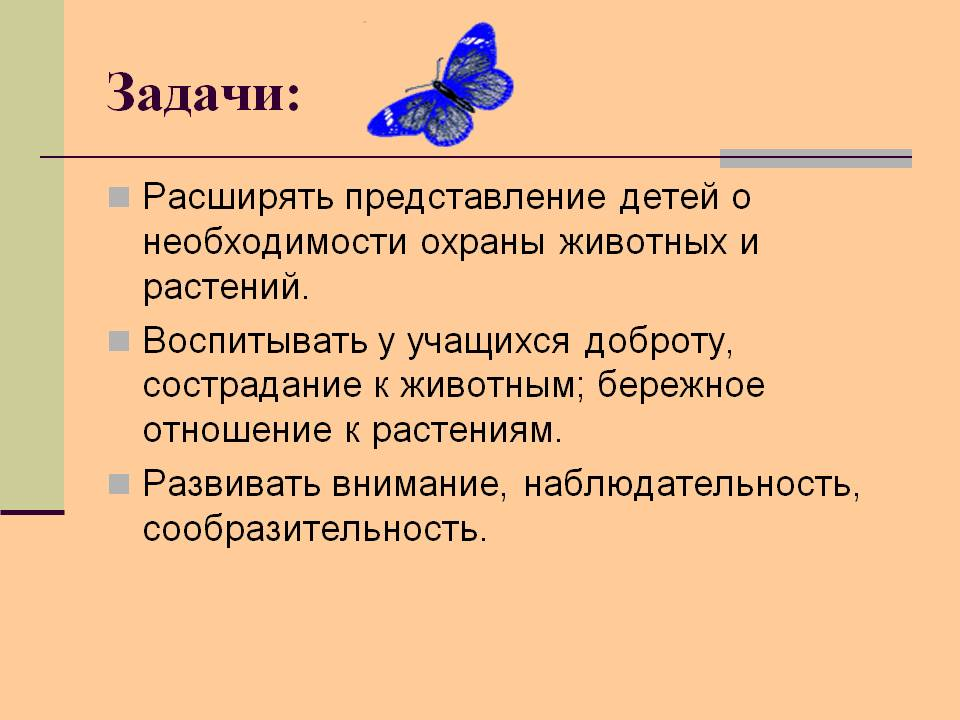 Задачи:
Расширять представление детей о
необходимости охраны животных и
растений.
Воспитывать у учащихся доброту,
сострадание к животным; бережное
отношение к растениям.
Развивать внимание, наблюдательность,
сообразительность.